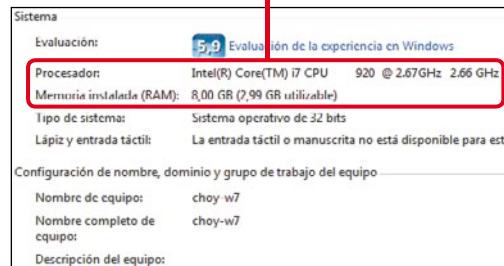 Sistema
Evaluación: 5,9 Evaluación de la experiencia en Windows
Procesador: Intel(R) Core(TM) i7 CPU 920 @ 2.67GHz 2.66 GHz
Memoria instalada (RAM): 8,00 GB (2,99 GB utilizable)
Tipo de sistema: Sistema operativo de 32 bits
Lápiz y entrada táctil: La entrada táctil o manuscrita no está disponible para est
Configuración de nombre, dominio y grupo de trabajo del equipo
Nombre de equipo: choy-w7
Nombre completo de choy-w7
equipo:
Descripción del equipo: